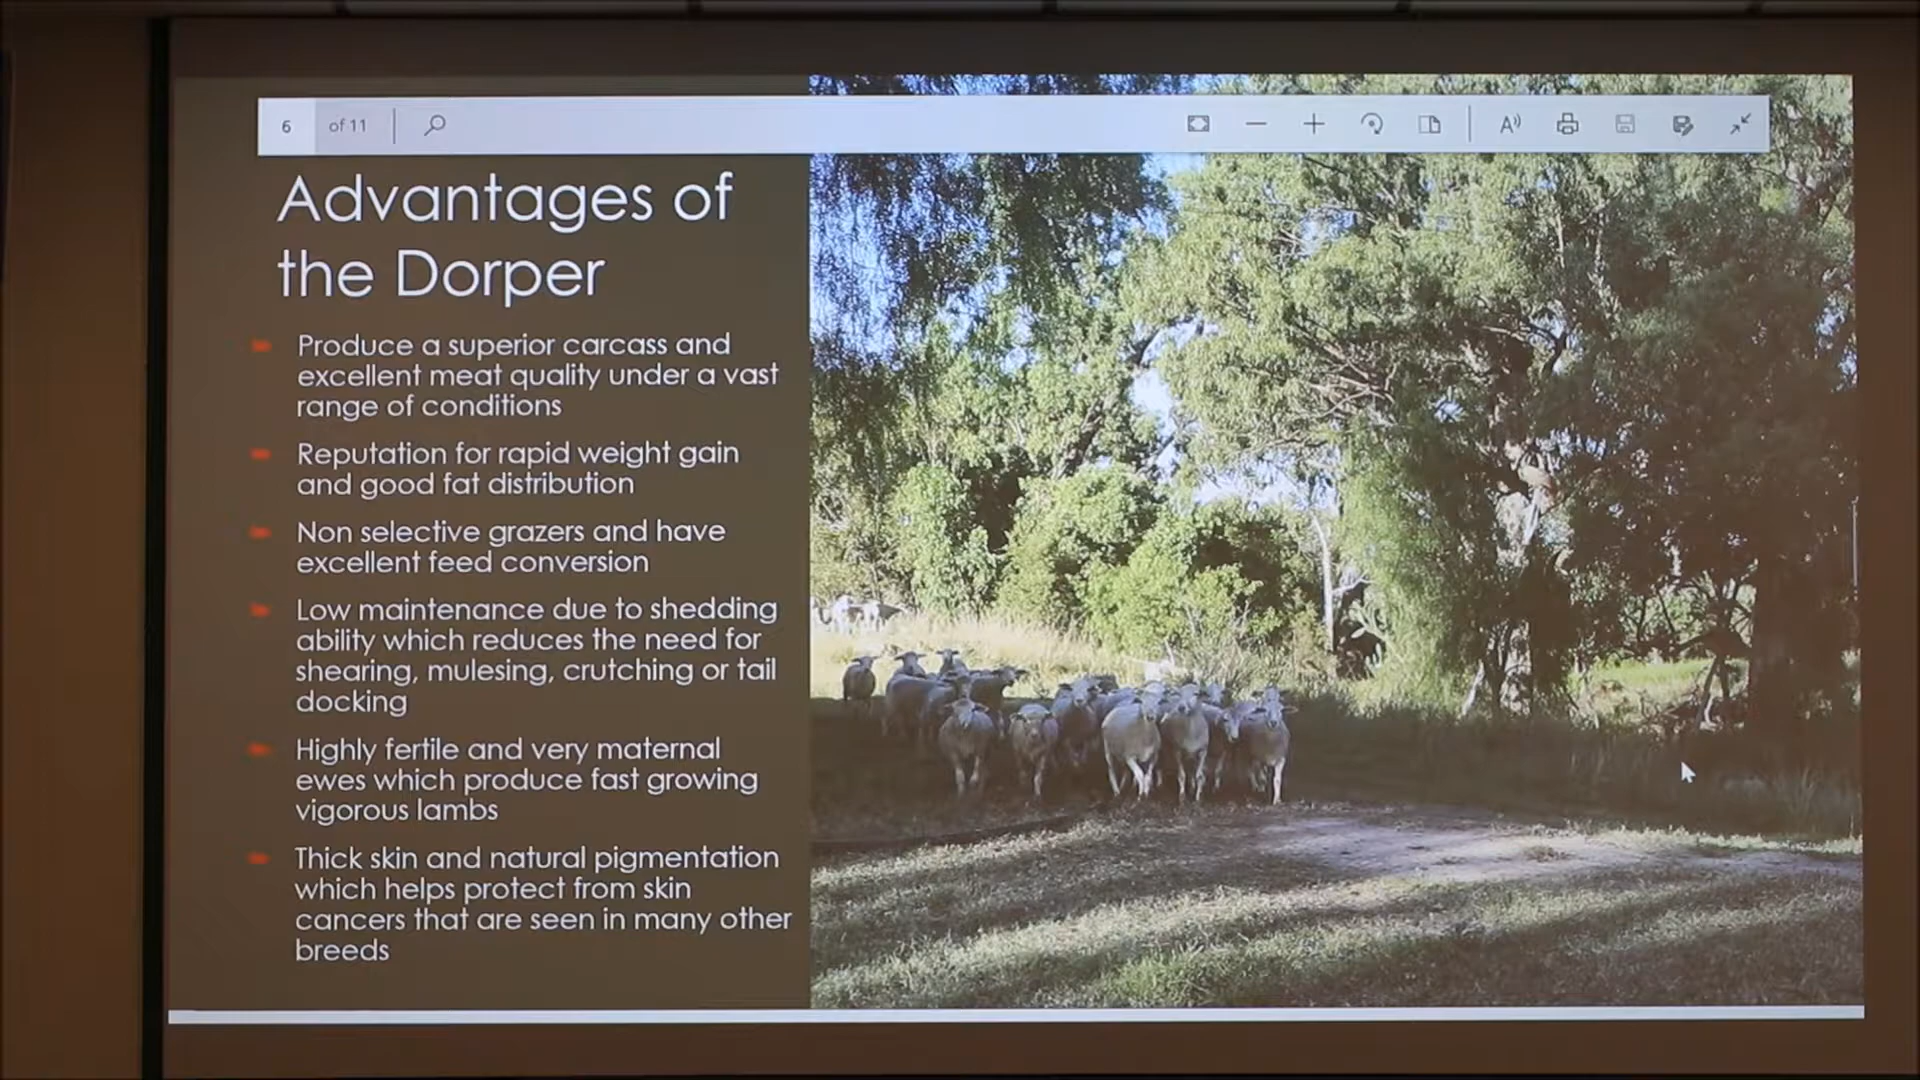 6 of 11
Advantages of
the Dorper
Produce a superior carcass and
excellent meat quality under a vast
range of conditions
Reputation for rapid weight gain
and good fat distribution
Non selective grazers and have
excellent feed conversion
Low maintenance due to shedding
ability which reduces the need for
shearing, mulesing, crutching or tail
docking
Highly fertile and very maternal
ewes which produce fast growing
vigorous lambs
Thick skin and natural pigmentation
which helps protect from skin
cancers that are seen in many other
breeds